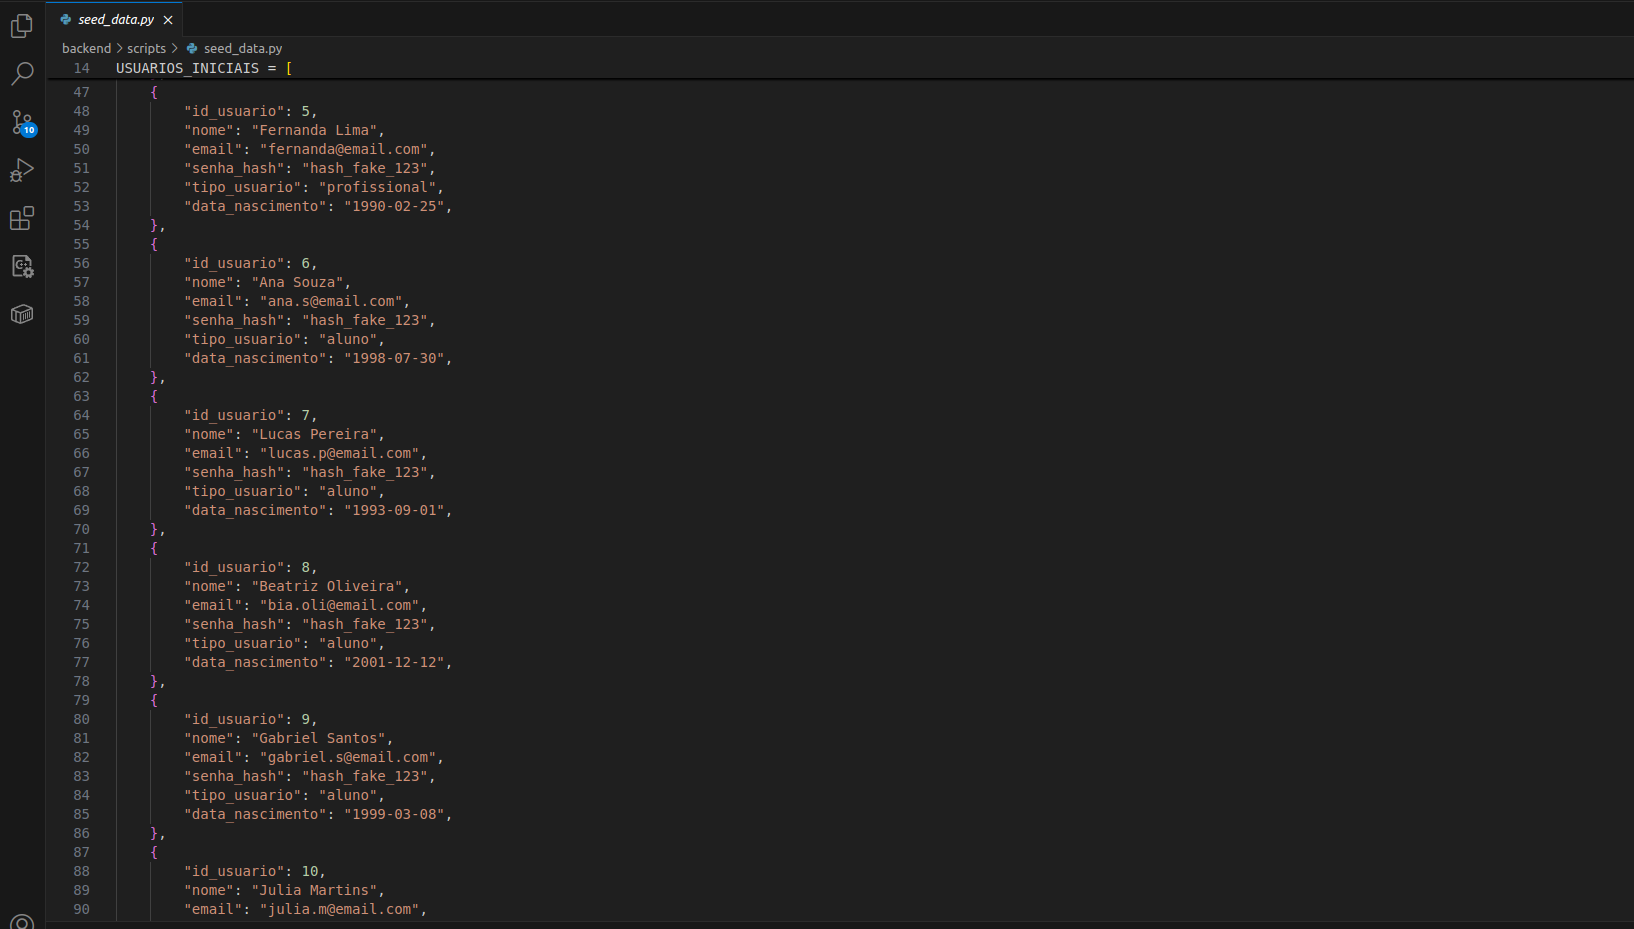 seed_data.py
backend > scripts > seed_data.py
14 USUARIOS_INICIAIS = [
47 {
48 "id_usuario": 5,
49 "nome": "Fernanda Lima",
50 "email": "fernanda@email.com",
51 "senha_hash": "hash_fake_123",
52 "tipo_usuario": "profissional",
53 "data_nascimento": "1990-02-25",
54 },
55 {
56 "id_usuario": 6,
57 "nome": "Ana Souza",
58 "email": "ana.s@email.com",
59 "senha_hash": "hash_fake_123",
60 "tipo_usuario": "aluno",
61 "data_nascimento": "1998-07-30",
62 },
63 {
64 "id_usuario": 7,
65 "nome": "Lucas Pereira",
66 "email": "lucas.p@email.com",
67 "senha_hash": "hash_fake_123",
68 "tipo_usuario": "aluno",
69 "data_nascimento": "1993-09-01",
70 },
71 {
72 "id_usuario": 8,
73 "nome": "Beatriz Oliveira",
74 "email": "bia.oli@email.com",
75 "senha_hash": "hash_fake_123",
76 "tipo_usuario": "aluno",
77 "data_nascimento": "2001-12-12",
78 },
79 {
80 "id_usuario": 9,
81 "nome": "Gabriel Santos",
82 "email": "gabriel.s@email.com",
83 "senha_hash": "hash_fake_123",
84 "tipo_usuario": "aluno",
85 "data_nascimento": "1999-03-08",
86 },
87 {
88 "id_usuario": 10,
89 "nome": "Julia Martins",
90 "email": "julia.m@email.com",
10